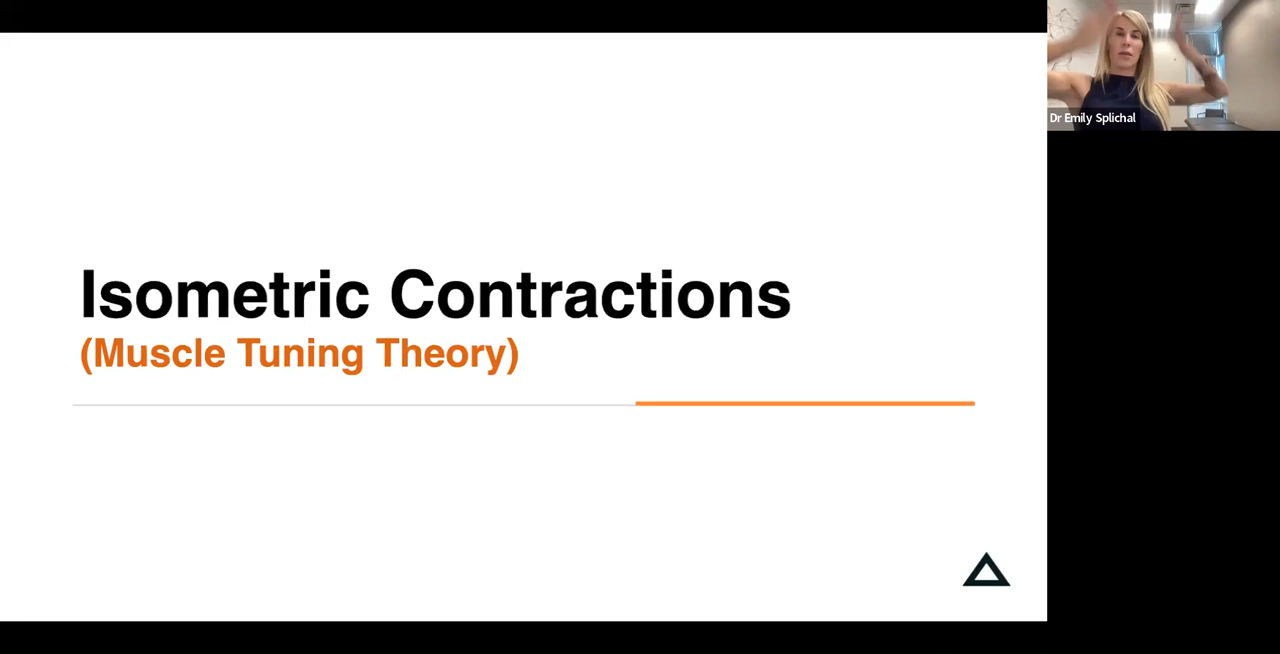 Dr Emily Splichal
Isometric Contractions
(Muscle Tuning Theory)